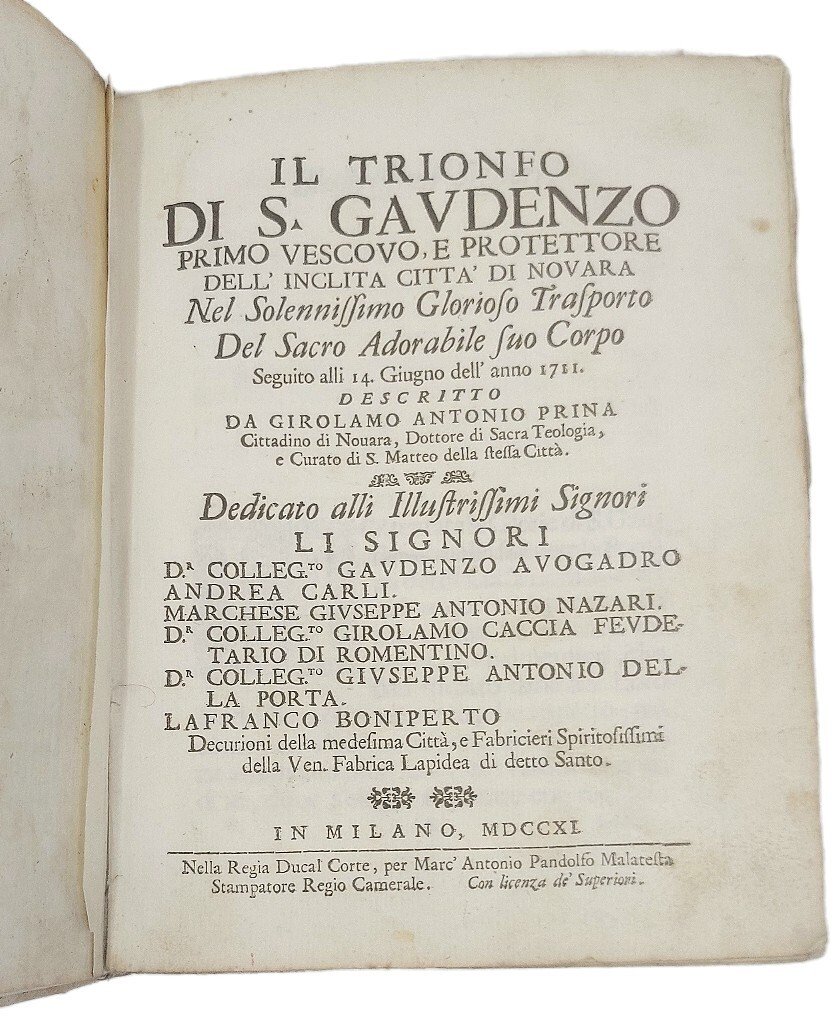 IL TRIONFO
DI S. GAVDENZO
PRIMO VESCOVO, E PROTETTORE
DELL' INCLITA CITTA' DI NOVARA
Nel Solenniſſimo Glorioſo Traſporto
Del Sacro Adorabile ſuo Corpo
Seguito alli 14. Giugno dell' anno 1711.
DESCRITTO
DA GIROLAMO ANTONIO PRINA
Cittadino di Nouara, Dottore di Sacra Teologia,
e Curato di S. Matteo della ſteſſa Città.
Dedicato alli Illuſtriſſimi Signori
LI SIGNORI
D.R COLLEG.TO GAVDENZO AVOGADRO
ANDREA CARLI.
MARCHESE GIVSEPPE ANTONIO NAZARI.
D.R COLLEG.TO GIROLAMO CACCIA FEVDE-
TARIO DI ROMENTINO.
D.R COLLEG.TO GIVSEPPE ANTONIO DEL-
LA PORTA.
LAFRANCO BONIPERTO
Decurioni della medeſima Città, e Fabricieri Spiritoſiſſimi
della Ven. Fabrica Lapidea di detto Santo.
IN MILANO, MDCCXI
Nella Regia Ducal Corte, per Marc' Antonio Pandolfo Malateſta
Stampatore Regio Camerale. Con licenza de' Superiori.